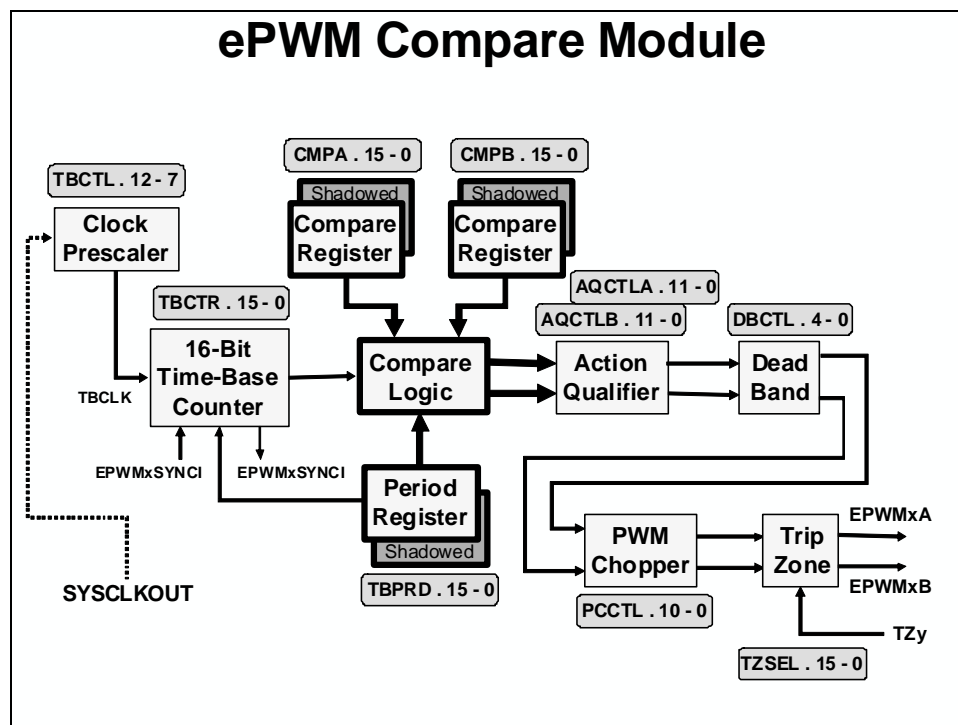 ePWM Compare Module
CMPA . 15 - 0
CMPB . 15 - 0
TBCTL . 12 - 7
Shadowed
Compare
Register
Shadowed
Compare
Register
Clock
Prescaler
TBCTR . 15 - 0
AQCTLA . 11 - 0
AQCTLB . 11 - 0
DBCTL . 4 - 0
16-Bit
Time-Base
Counter
Compare
Logic
Action
Qualifier
Dead
Band
TBCLK
EPWMxSYNCI
EPWMxSYNCI
Period
Register
Shadowed
TBPRD . 15 - 0
SYSCLKOUT
PWM
Chopper
PCCTL . 10 - 0
Trip
Zone
EPWMxA
EPWMxB
TZy
TZSEL . 15 - 0